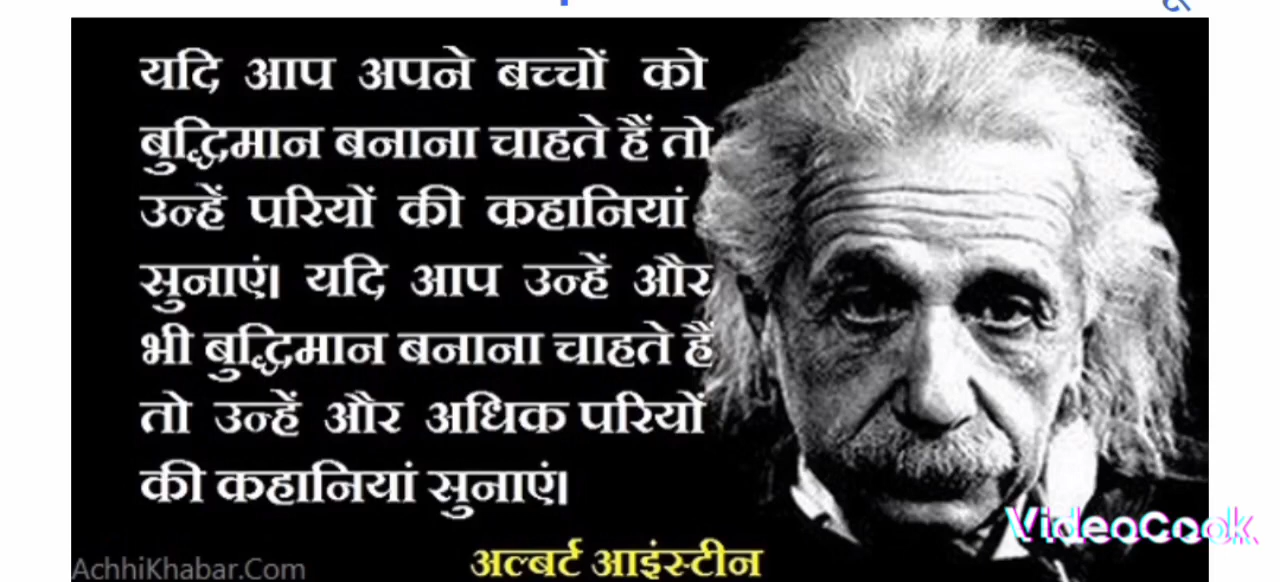 यदि आप अपने बच्चों को
बुद्धिमान बनाना चाहते हैं तो
उन्हें परियों की कहानियां
सुनाएं। यदि आप उन्हें और
भी बुद्धिमान बनाना चाहते हैं
तो उन्हें और अधिक परियों
की कहानियां सुनाएं।
अल्बर्ट आइंस्टीन
AchhiKhabar.Com
VideoCook